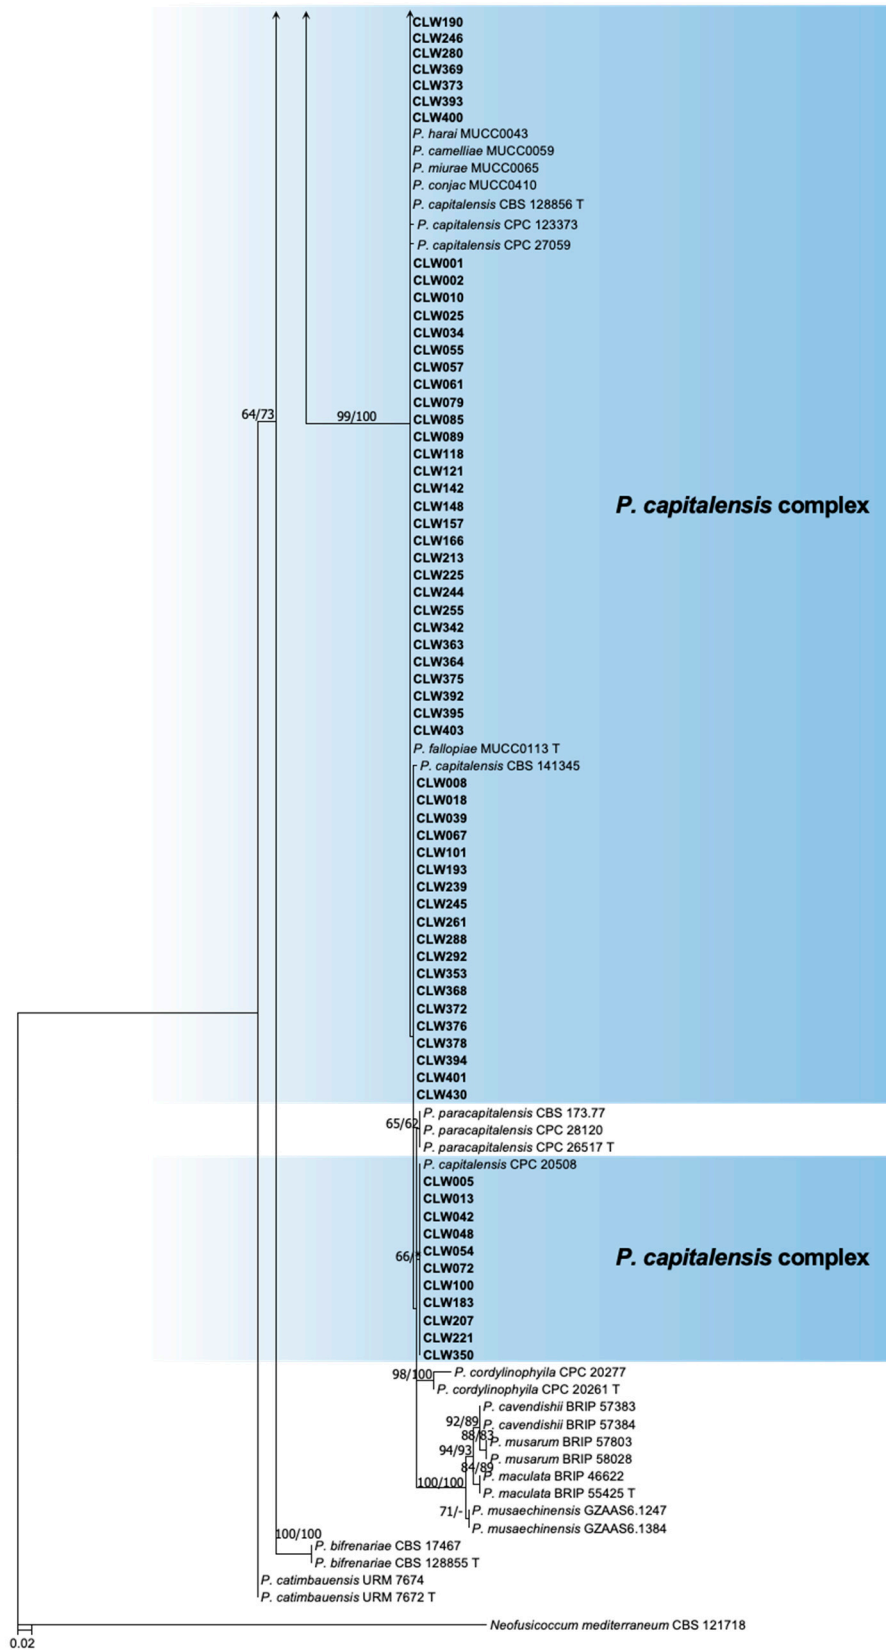 CLW190
CLW246
CLW280
CLW369
CLW373
CLW393
CLW400
P. harai MUCC0043
P. camelliae MUCC0059
P. miurae MUCC0065
P. conjac MUCC0410
P. capitalensis CBS 128856 T
P. capitalensis CPC 123373
P. capitalensis CPC 27059
CLW001
CLW002
CLW010
CLW025
CLW034
CLW055
CLW057
CLW061
CLW079
64/73
99/100
CLW085
CLW089
CLW118
CLW121
CLW142
CLW148
P. capitalensis complex
CLW157
CLW166
CLW213
CLW225
CLW244
CLW255
CLW342
CLW363
CLW364
CLW375
CLW392
CLW395
CLW403
P. fallopiae MUCC0113 T
P. capitalensis CBS 141345
CLW008
CLW018
CLW039
CLW067
CLW101
CLW193
CLW239
CLW245
CLW261
CLW288
CLW292
CLW353
CLW368
CLW372
CLW376
CLW378
CLW394
CLW401
CLW430
P. paracapitalensis CBS 173.77
65/62
P. paracapitalensis CPC 28120
P. paracapitalensis CPC 26517 T
P. capitalensis CPC 20508
CLW005
CLW013
CLW042
CLW048
CLW054
66/
P. capitalensis complex
CLW072
CLW100
CLW183
CLW207
CLW221
CLW350
98/100
P. cordylinophyila CPC 20277
P. cordylinophyila CPC 20261 T
P. cavendishii BRIP 57383
92/89
P. cavendishii BRIP 57384
88/83
P. musarum BRIP 57803
94/93
P. musarum BRIP 58028
84/89
P. maculata BRIP 46622
100/100
P. maculata BRIP 55425 T
71/-
P. musaechinensis GZAAS6.1247
P. musaechinensis GZAAS6.1384
100/100
P. bifrenariae CBS 17467
P. bifrenariae CBS 128855 T
P. catimbauensis URM 7674
P. catimbauensis URM 7672 T
Neofusicoccum mediterraneum CBS 121718
0.02